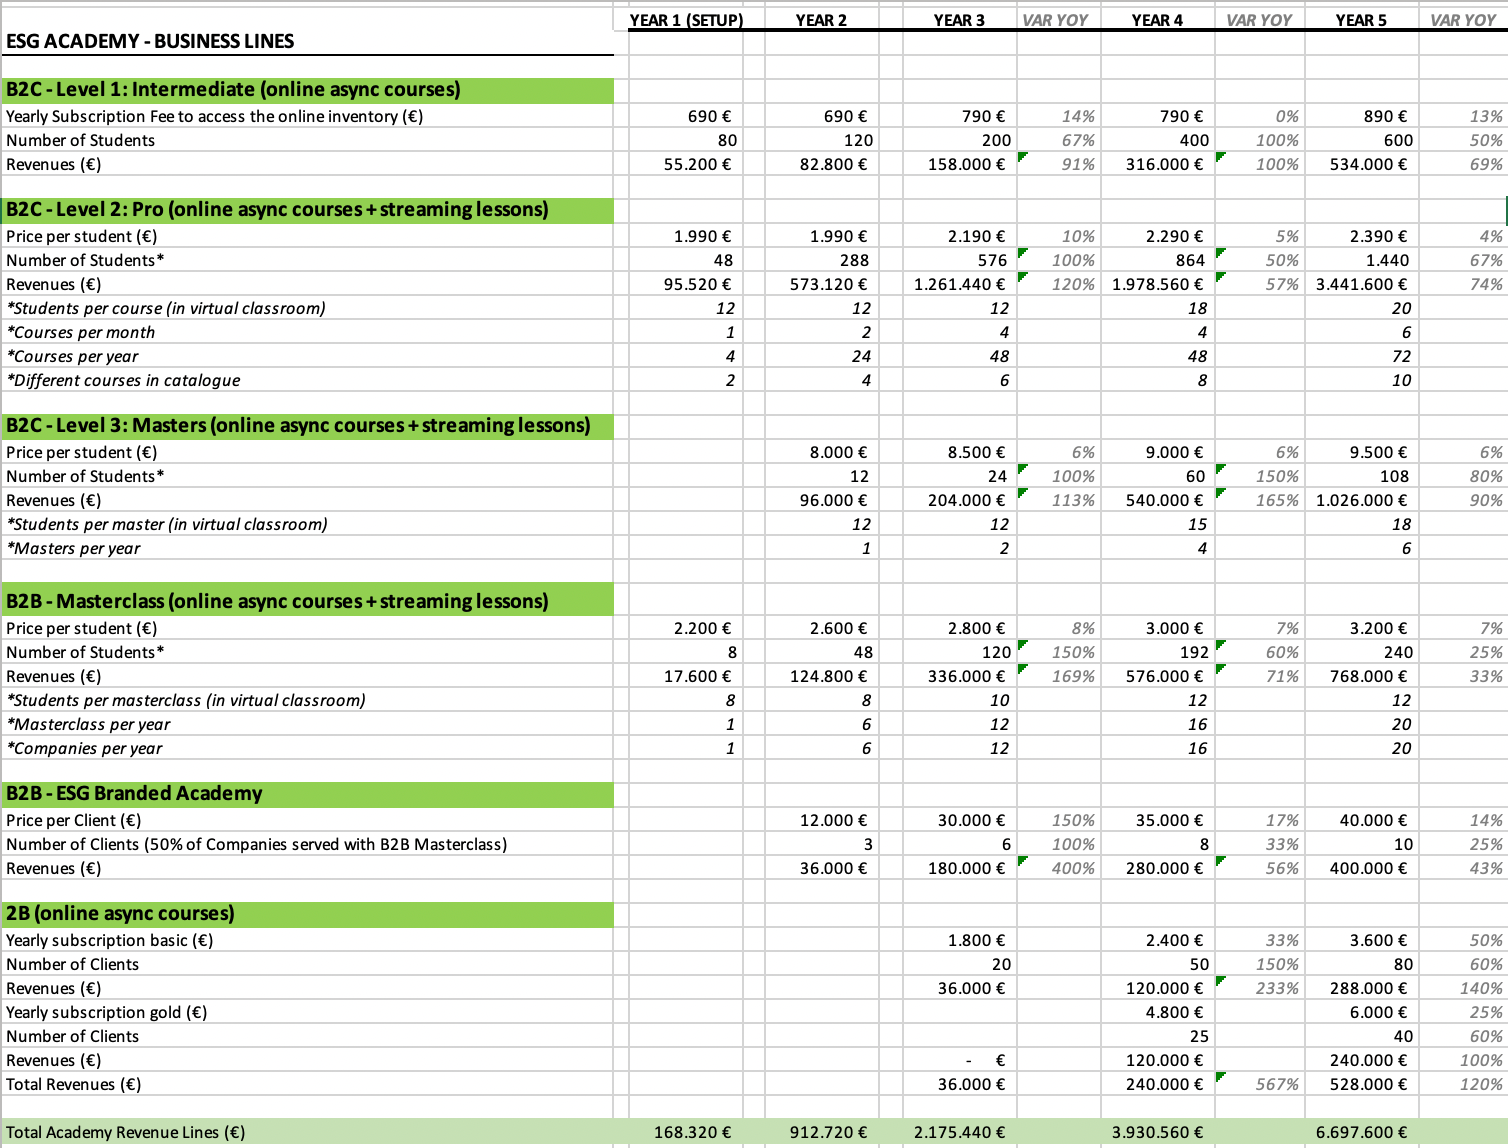 YEAR 1 (SETUP) YEAR 2 YEAR 3 VAR YOY YEAR 4 VAR YOY YEAR 5 VAR YOY
ESG ACADEMY - BUSINESS LINES
B2C - Level 1: Intermediate (online async courses)
Yearly Subscription Fee to access the online inventory (€) 690 € 690 € 790 € 14% 790 € 0% 890 € 13%
Number of Students 80 120 200 67% 400 100% 600 50%
Revenues (€) 55.200 € 82.800 € 158.000 € 91% 316.000 € 100% 534.000 € 69%
B2C - Level 2: Pro (online async courses + streaming lessons)
Price per student (€) 1.990 € 1.990 € 2.190 € 10% 2.290 € 5% 2.390 € 4%
Number of Students* 48 288 576 100% 864 50% 1.440 67%
Revenues (€) 95.520 € 573.120 € 1.261.440 € 120% 1.978.560 € 57% 3.441.600 € 74%
*Students per course (in virtual classroom) 12 12 12 18 20
*Courses per month 1 2 4 4 6
*Courses per year 4 24 48 48 72
*Different courses in catalogue 2 4 6 8 10
B2C - Level 3: Masters (online async courses + streaming lessons)
Price per student (€) 8.000 € 8.500 € 6% 9.000 € 6% 9.500 € 6%
Number of Students* 12 24 100% 60 150% 108 80%
Revenues (€) 96.000 € 204.000 € 113% 540.000 € 165% 1.026.000 € 90%
*Students per master (in virtual classroom) 12 12 15 18
*Masters per year 1 2 4 6
B2B - Masterclass (online async courses + streaming lessons)
Price per student (€) 2.200 € 2.600 € 2.800 € 8% 3.000 € 7% 3.200 € 7%
Number of Students* 8 48 120 150% 192 60% 240 25%
Revenues (€) 17.600 € 124.800 € 336.000 € 169% 576.000 € 71% 768.000 € 33%
*Students per masterclass (in virtual classroom) 8 8 10 12 12
*Masterclass per year 1 6 12 16 20
*Companies per year 1 6 12 16 20
B2B - ESG Branded Academy
Price per Client (€) 12.000 € 30.000 € 150% 35.000 € 17% 40.000 € 14%
Number of Clients (50% of Companies served with B2B Masterclass) 3 6 100% 8 33% 10 25%
Revenues (€) 36.000 € 180.000 € 400% 280.000 € 56% 400.000 € 43%
2B (online async courses)
Yearly subscription basic (€) 1.800 € 2.400 € 33% 3.600 € 50%
Number of Clients 20 50 150% 80 60%
Revenues (€) 36.000 € 120.000 € 233% 288.000 € 140%
Yearly subscription gold (€) 4.800 € 6.000 € 25%
Number of Clients 25 40 60%
Revenues (€) - € 120.000 € 240.000 € 100%
Total Revenues (€) 36.000 € 240.000 € 567% 528.000 € 120%
Total Academy Revenue Lines (€) 168.320 € 912.720 € 2.175.440 € 3.930.560 € 6.697.600 €